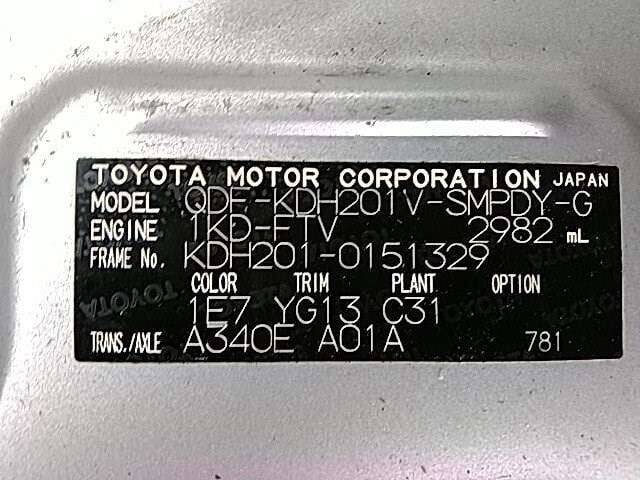 TOYOTA MOTOR CORPORATION JAPAN
MODEL QDF-KDH201V-SMPDY-G
ENGINE 1KD-FTV 2982 mL
FRAME No. KDH201-0151329
COLOR TRIM PLANT OPTION
1E7 YG13 C31
TRANS./AXLE A340E A01A 781